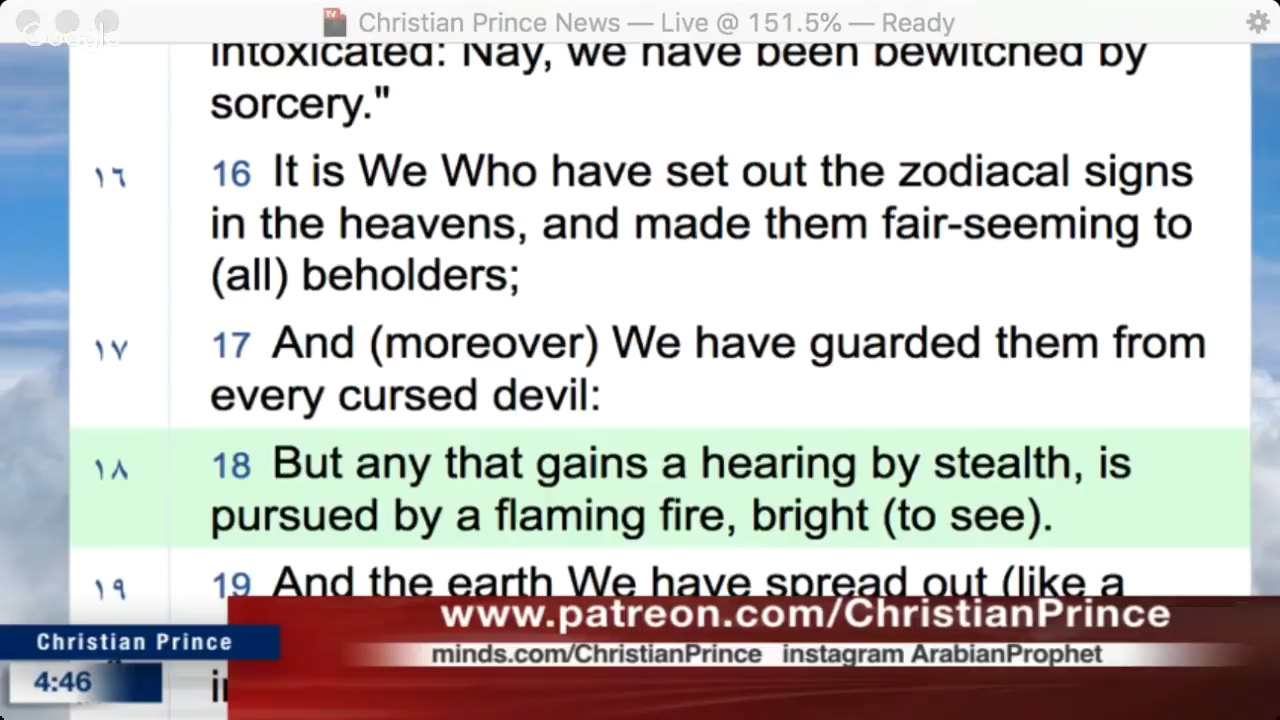 Christian Prince News — Live @ 151.5% — Ready
Google
intoxicated: Nay, we have been bewitched by
sorcery."
١٦ 16 It is We Who have set out the zodiacal signs
in the heavens, and made them fair-seeming to
(all) beholders;
١٧ 17 And (moreover) We have guarded them from
every cursed devil:
١٨ 18 But any that gains a hearing by stealth, is
pursued by a flaming fire, bright (to see).
١٩ 19 And the earth We have spread out (like a
www.patreon.com/ChristianPrince
Christian Prince
minds.com/ChristianPrince instagram ArabianProphet
4:46